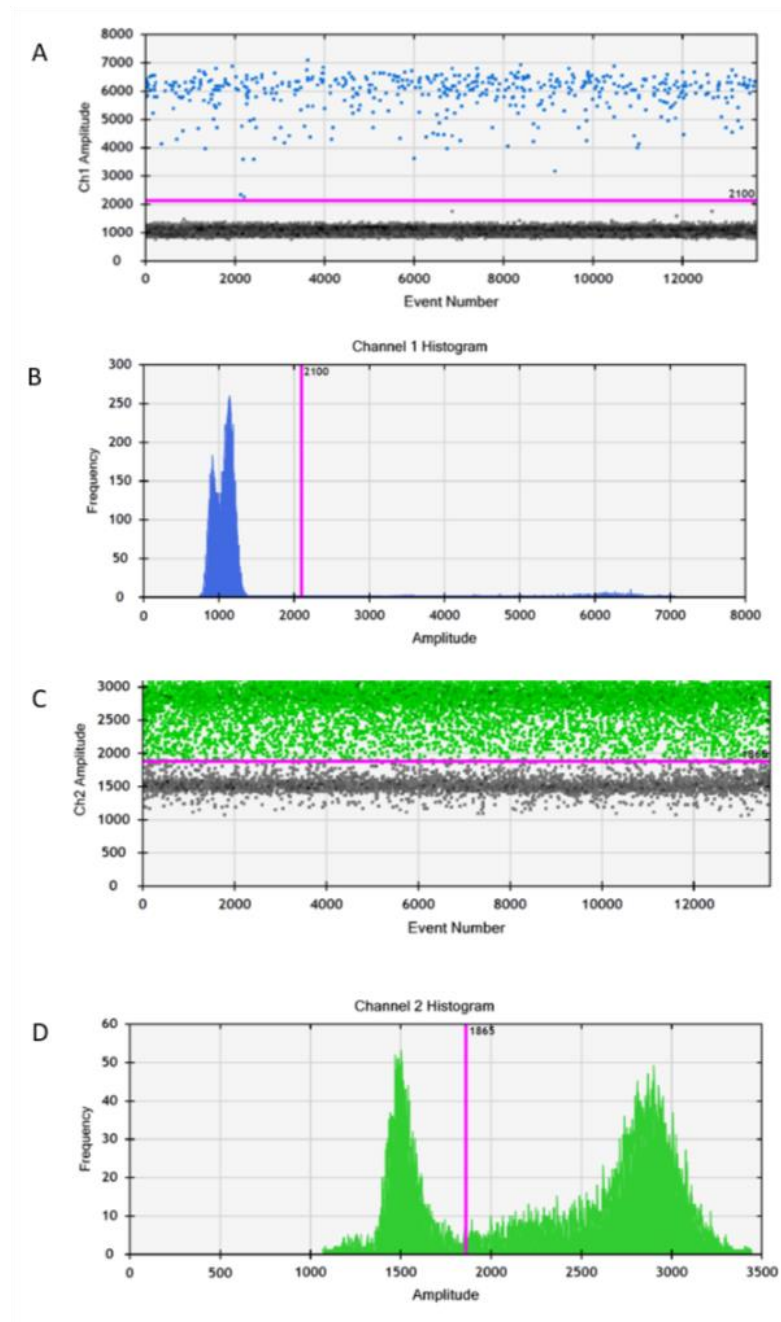 A
8000
7000
6000
5000
4000
3000
2000
1000
0
Ch1 Amplitude
2100
0 2000 4000 6000 8000 10000 12000
Event Number
Channel 1 Histogram
B
300
250
200
150
100
50
0
Frequency
2100
0 1000 2000 3000 4000 5000 6000 7000 8000
Amplitude
C
3000
2500
2000
1500
1000
500
0
Ch2 Amplitude
1865
0 2000 4000 6000 8000 10000 12000
Event Number
Channel 2 Histogram
D
60
50
40
30
20
10
0
Frequency
1865
0 500 1000 1500 2000 2500 3000 3500
Amplitude